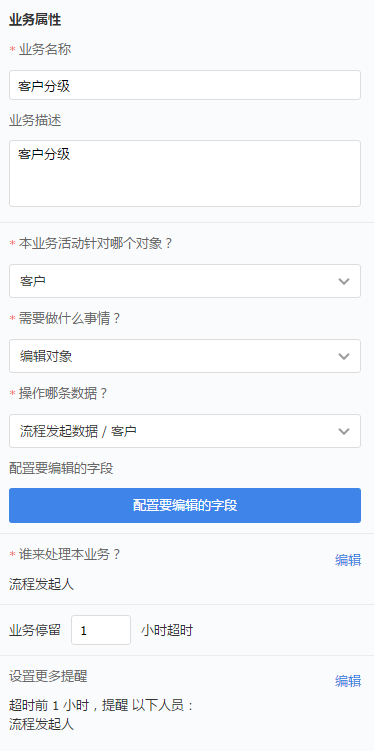 业务属性
* 业务名称
客户分级
业务描述
客户分级
* 本业务活动针对哪个对象？
客户
* 需要做什么事情？
编辑对象
* 操作哪条数据？
流程发起数据 / 客户
配置要编辑的字段
配置要编辑的字段
* 谁来处理本业务？
编辑
流程发起人
业务停留 1 小时超时
设置更多提醒
编辑
超时前 1 小时，提醒 以下人员：
流程发起人